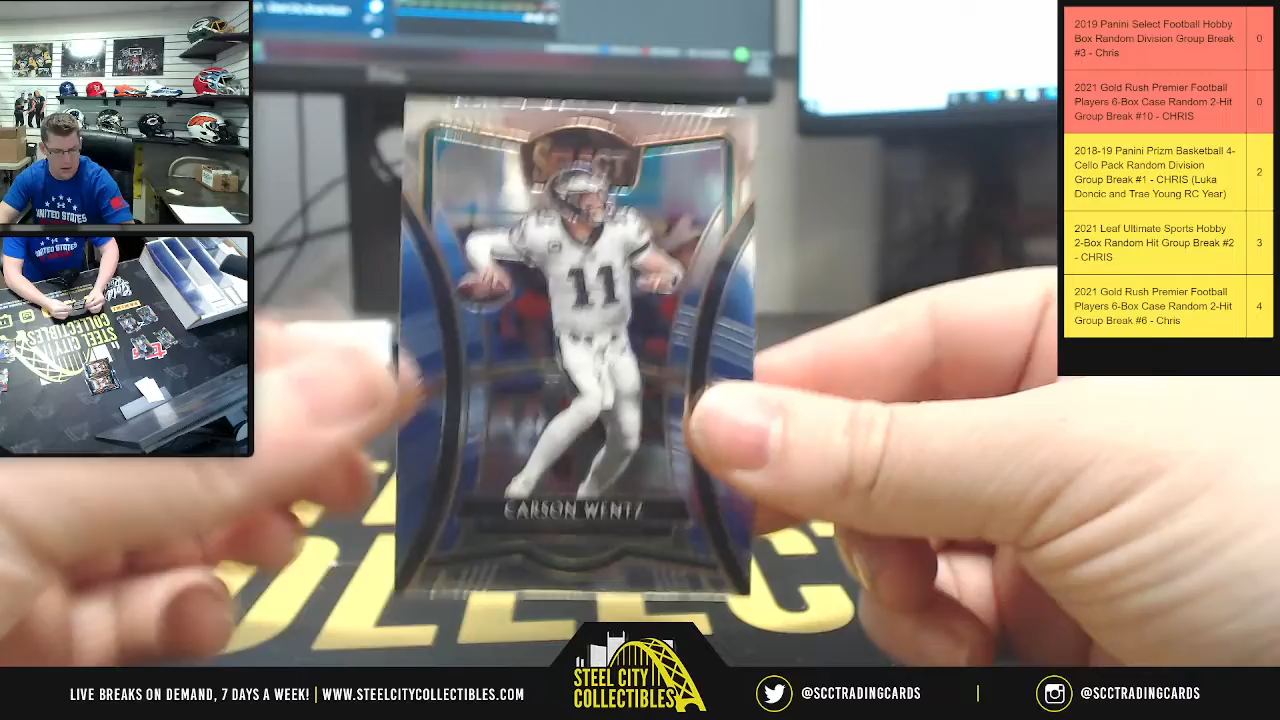 2019 Panini Select Football Hobby
Box Random Division Group Break
#3 - Chris
0
2021 Gold Rush Premier Football
Players 6-Box Case Random 2-Hit
Group Break #10 - CHRIS
0
2018-19 Panini Prizm Basketball 4-
Cello Pack Random Division
Group Break #1 - CHRIS (Luka
Doncic and Trae Young RC Year)
2
2021 Leaf Ultimate Sports Hobby
2-Box Random Hit Group Break #2
- CHRIS
3
2021 Gold Rush Premier Football
Players 6-Box Case Random 2-Hit
Group Break #6 - Chris
4
UNITED STATES
STEEL CITY
COLLECTIBLES
SELECT
11
CARSON WENTZ
LIVE BREAKS ON DEMAND, 7 DAYS A WEEK! | WWW.STEELCITYCOLLECTIBLES.COM
STEEL CITY
COLLECTIBLES
@SCCTRADINGCARDS
@SCCTRADINGCARDS